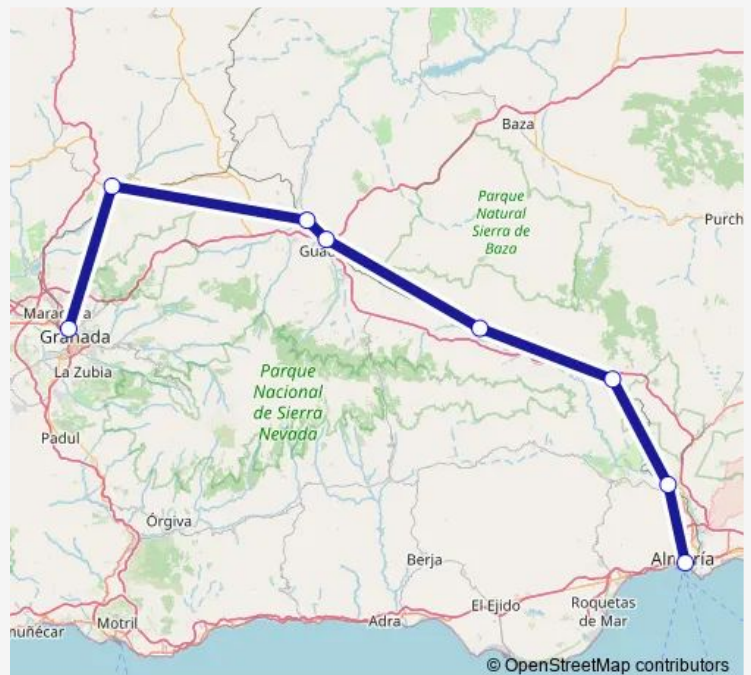 Baza
Parque
Natural
Sierra de
Baza
Purch
Granada
La Zubia
Parque
Nacional
de Sierra
Nevada
Padul
Órgiva
Berja
El Ejido
Roquetas
de Mar
Motril
Adra
© OpenStreetMap contributors